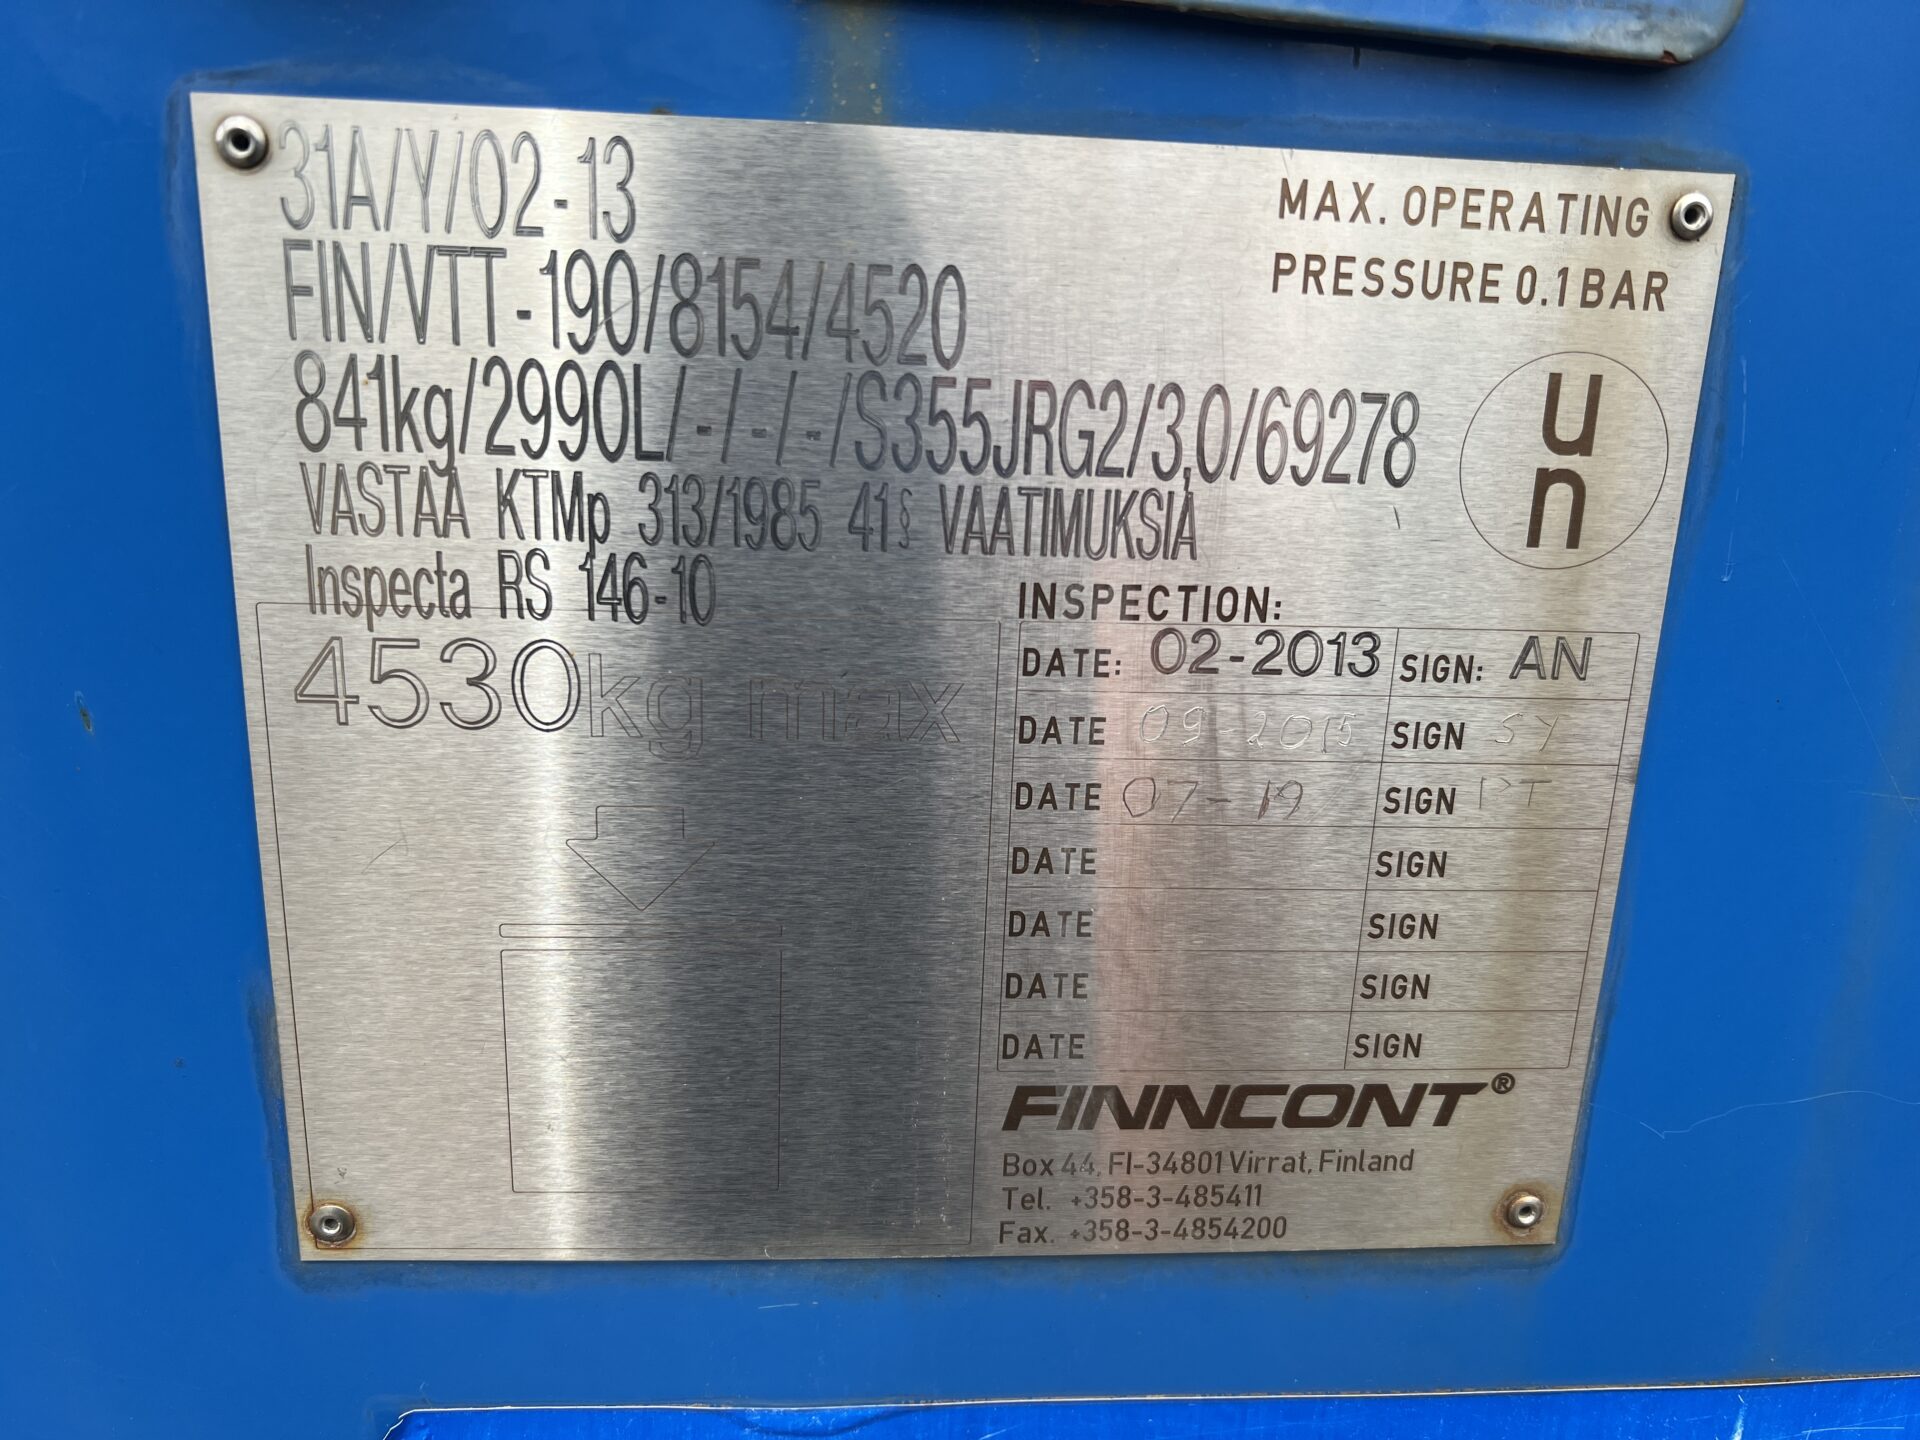 31A/Y/02-13
FIN/VTT-190/8154/4520
841kg/2990L/-/-/-/S355JRG2/3,0/69278
VASTAA KTMp 313/1985 41§ VAATIMUKSIA
Inspecta RS 146-10
4530kg max
MAX. OPERATING
PRESSURE 0.1 BAR
un
INSPECTION:
DATE: 02-2013 SIGN: AN
DATE 09-2015 SIGN SY
DATE 07-19 SIGN PT
DATE SIGN
DATE SIGN
DATE SIGN
DATE SIGN
FINNCONT®
Box 44, FI-34801 Virrat, Finland
Tel. +358-3-485411
Fax. +358-3-4854200